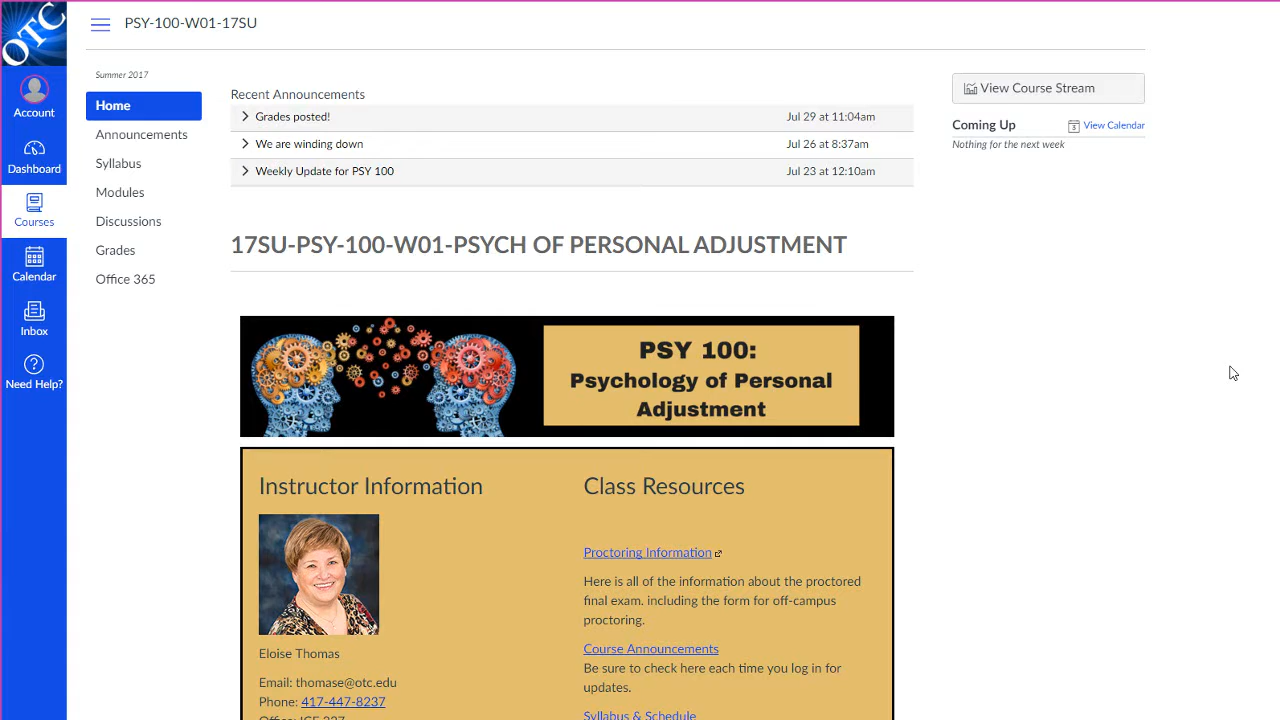 OTC
PSY-100-W01-17SU
Account
Dashboard
Courses
Calendar
Inbox
Need Help?
Summer 2017
Home
Announcements
Syllabus
Modules
Discussions
Grades
Office 365
Recent Announcements
Grades posted! Jul 29 at 11:04am
We are winding down Jul 26 at 8:37am
Weekly Update for PSY 100 Jul 23 at 12:10am
View Course Stream
Coming Up
View Calendar
Nothing for the next week
17SU-PSY-100-W01-PSYCH OF PERSONAL ADJUSTMENT
PSY 100:
Psychology of Personal
Adjustment
Instructor Information
Eloise Thomas
Email: thomase@otc.edu
Phone: 417-447-8237
Class Resources
Proctoring Information
Here is all of the information about the proctored
final exam. including the form for off-campus
proctoring.
Course Announcements
Be sure to check here each time you log in for
updates.
Syllabus & Schedule